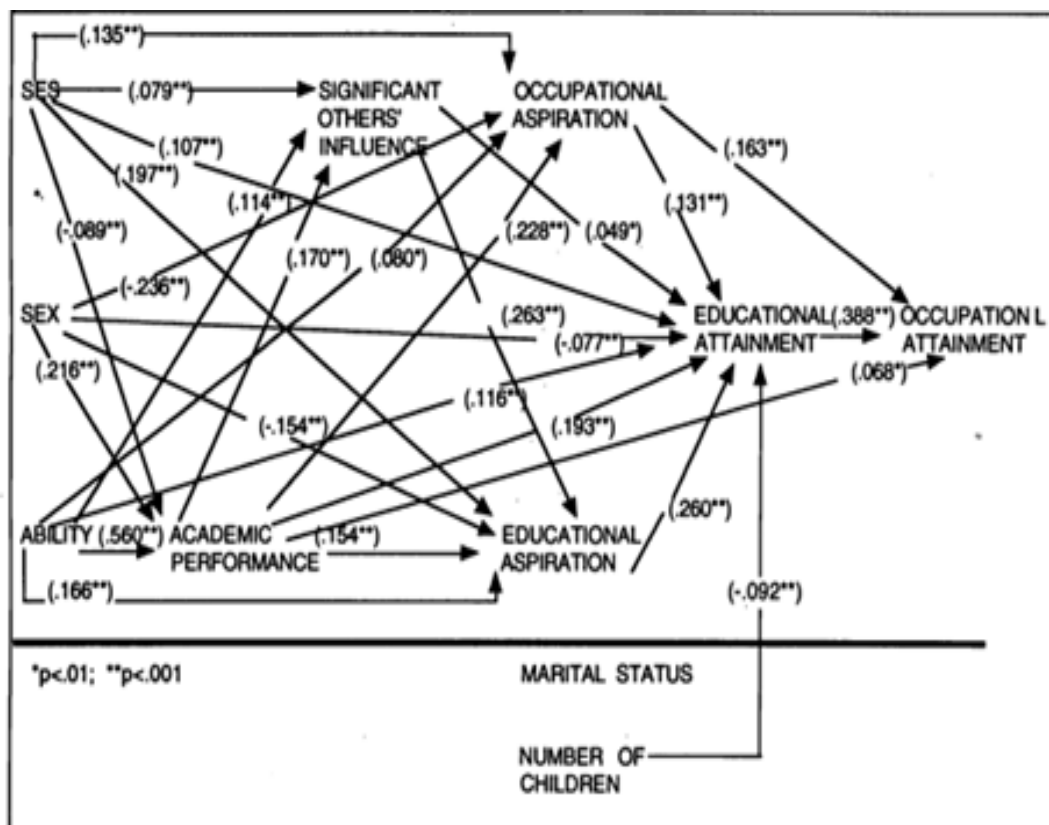 (.135**)
SES (.079**) SIGNIFICANT OCCUPATIONAL
OTHERS' ASPIRATION
INFLUENCE
(.107**) (.163**)
(.197**)
(.114**) (.131**)
(-.089**) (.228**) (.049*)
(.170**) (.080*)
(-.236**)
SEX (.263**) EDUCATIONAL (.388**) OCCUPATION L
(-.077**) ATTAINMENT ATTAINMENT
(.216**) (.068*)
(.116**)
(-.154**) (.193**)
(.260**)
ABILITY (.560**) ACADEMIC (.154**) EDUCATIONAL
PERFORMANCE ASPIRATION
(.166**) (-.092**)
*p<.01; **p<.001 MARITAL STATUS
NUMBER OF
CHILDREN